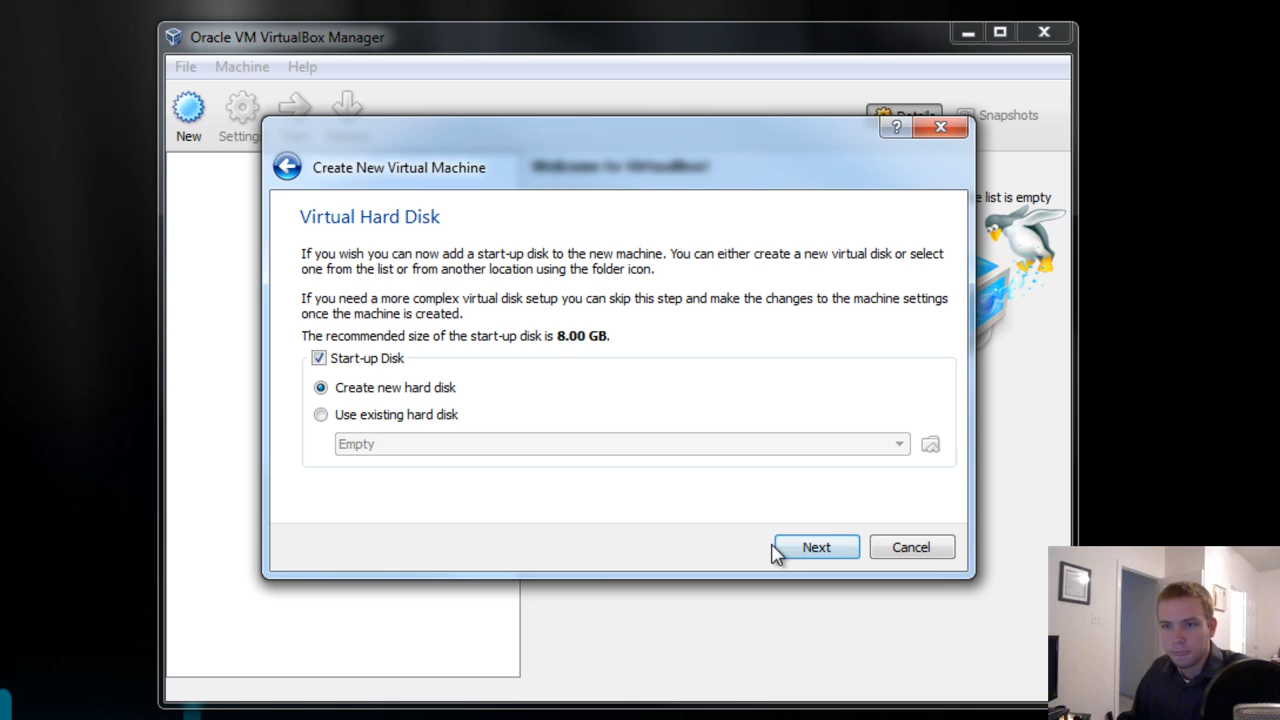 Oracle VM VirtualBox Manager
File Machine Help
New
Snapshots
Create New Virtual Machine
Welcome to VirtualBox!
list is empty
Virtual Hard Disk
If you wish you can now add a start-up disk to the new machine. You can either create a new virtual disk or select
one from the list or from another location using the folder icon.
If you need a more complex virtual disk setup you can skip this step and make the changes to the machine settings
once the machine is created.
The recommended size of the start-up disk is 8.00 GB.
Start-up Disk
Create new hard disk
Use existing hard disk
Empty
Next
Cancel